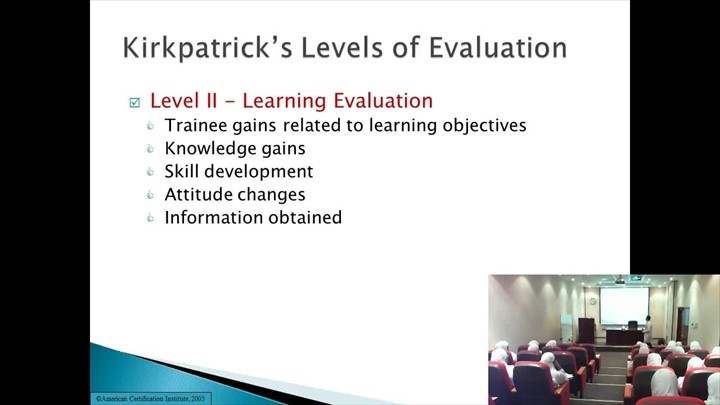 Kirkpatrick's Levels of Evaluation
Level II - Learning Evaluation
Trainee gains related to learning objectives
Knowledge gains
Skill development
Attitude changes
Information obtained
©American Certification Institute, 2005